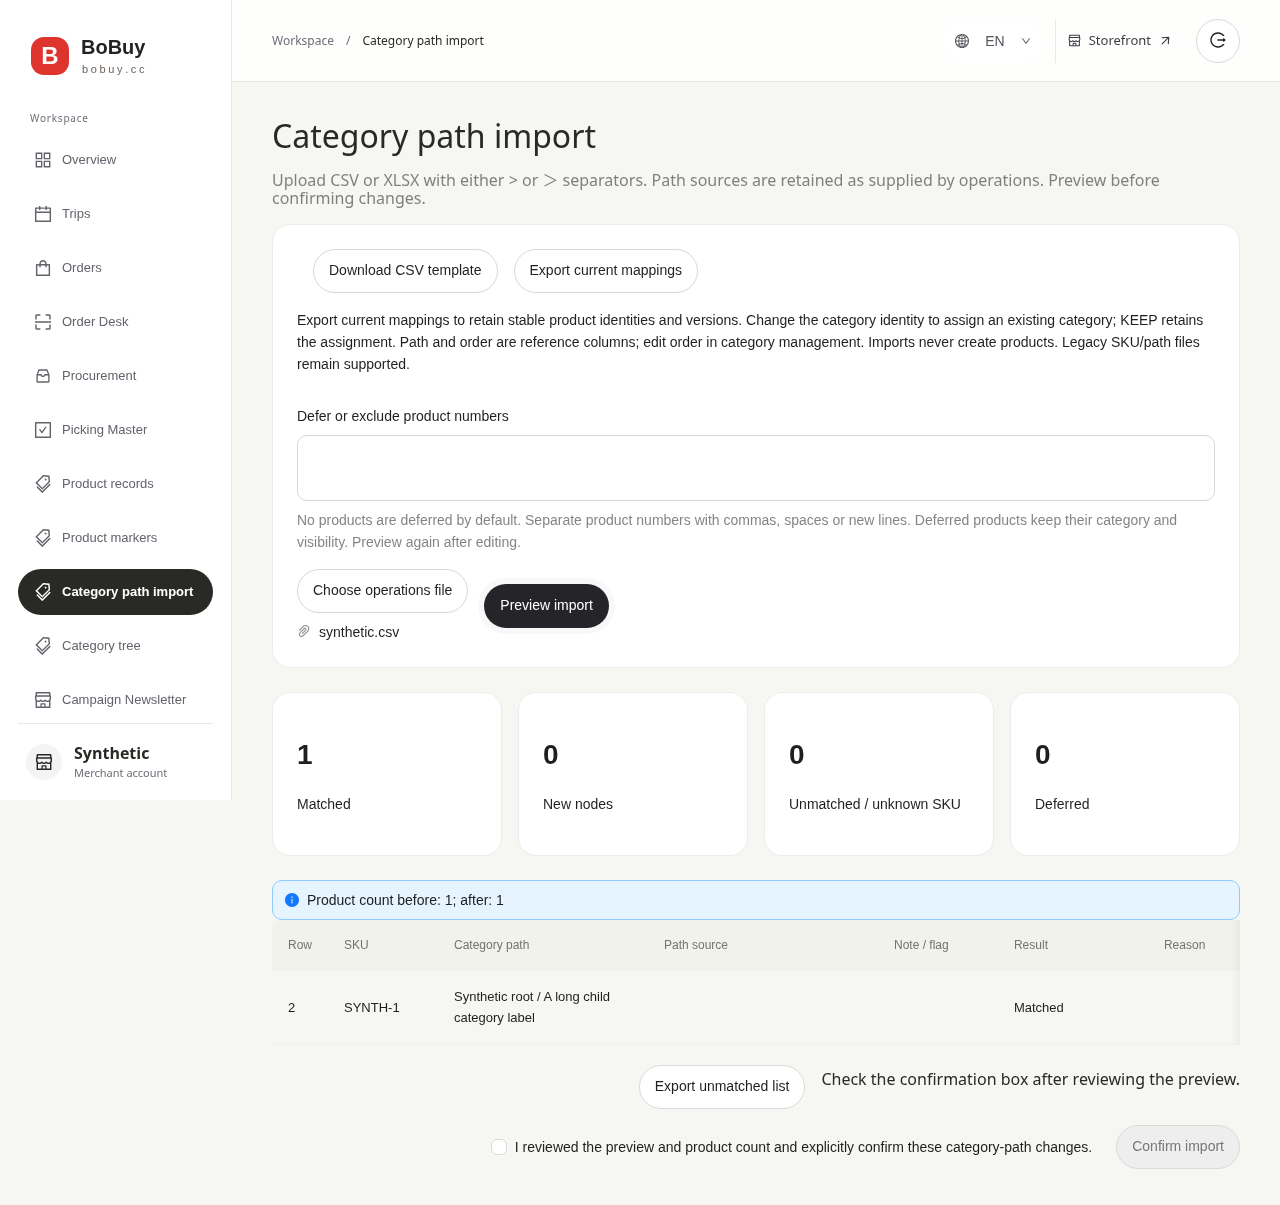 B
BoBuy
bobuy.cc
Workspace
Overview
Trips
Orders
Order Desk
Procurement
Picking Master
Product records
Product markers
Category path import
Category tree
Campaign Newsletter
Synthetic
Merchant account
Workspace / Category path import
EN
Storefront
Category path import
Upload CSV or XLSX with either > or ＞ separators. Path sources are retained as supplied by operations. Preview before
confirming changes.
Download CSV template
Export current mappings
Export current mappings to retain stable product identities and versions. Change the category identity to assign an existing category; KEEP retains
the assignment. Path and order are reference columns; edit order in category management. Imports never create products. Legacy SKU/path files
remain supported.
Defer or exclude product numbers
No products are deferred by default. Separate product numbers with commas, spaces or new lines. Deferred products keep their category and
visibility. Preview again after editing.
Choose operations file
Preview import
synthetic.csv
1
Matched
0
New nodes
0
Unmatched / unknown SKU
0
Deferred
Product count before: 1; after: 1
Row SKU Category path Path source Note / flag Result Reason
2 SYNTH-1 Synthetic root / A long child Matched
category label
Export unmatched list
Check the confirmation box after reviewing the preview.
I reviewed the preview and product count and explicitly confirm these category-path changes.
Confirm import